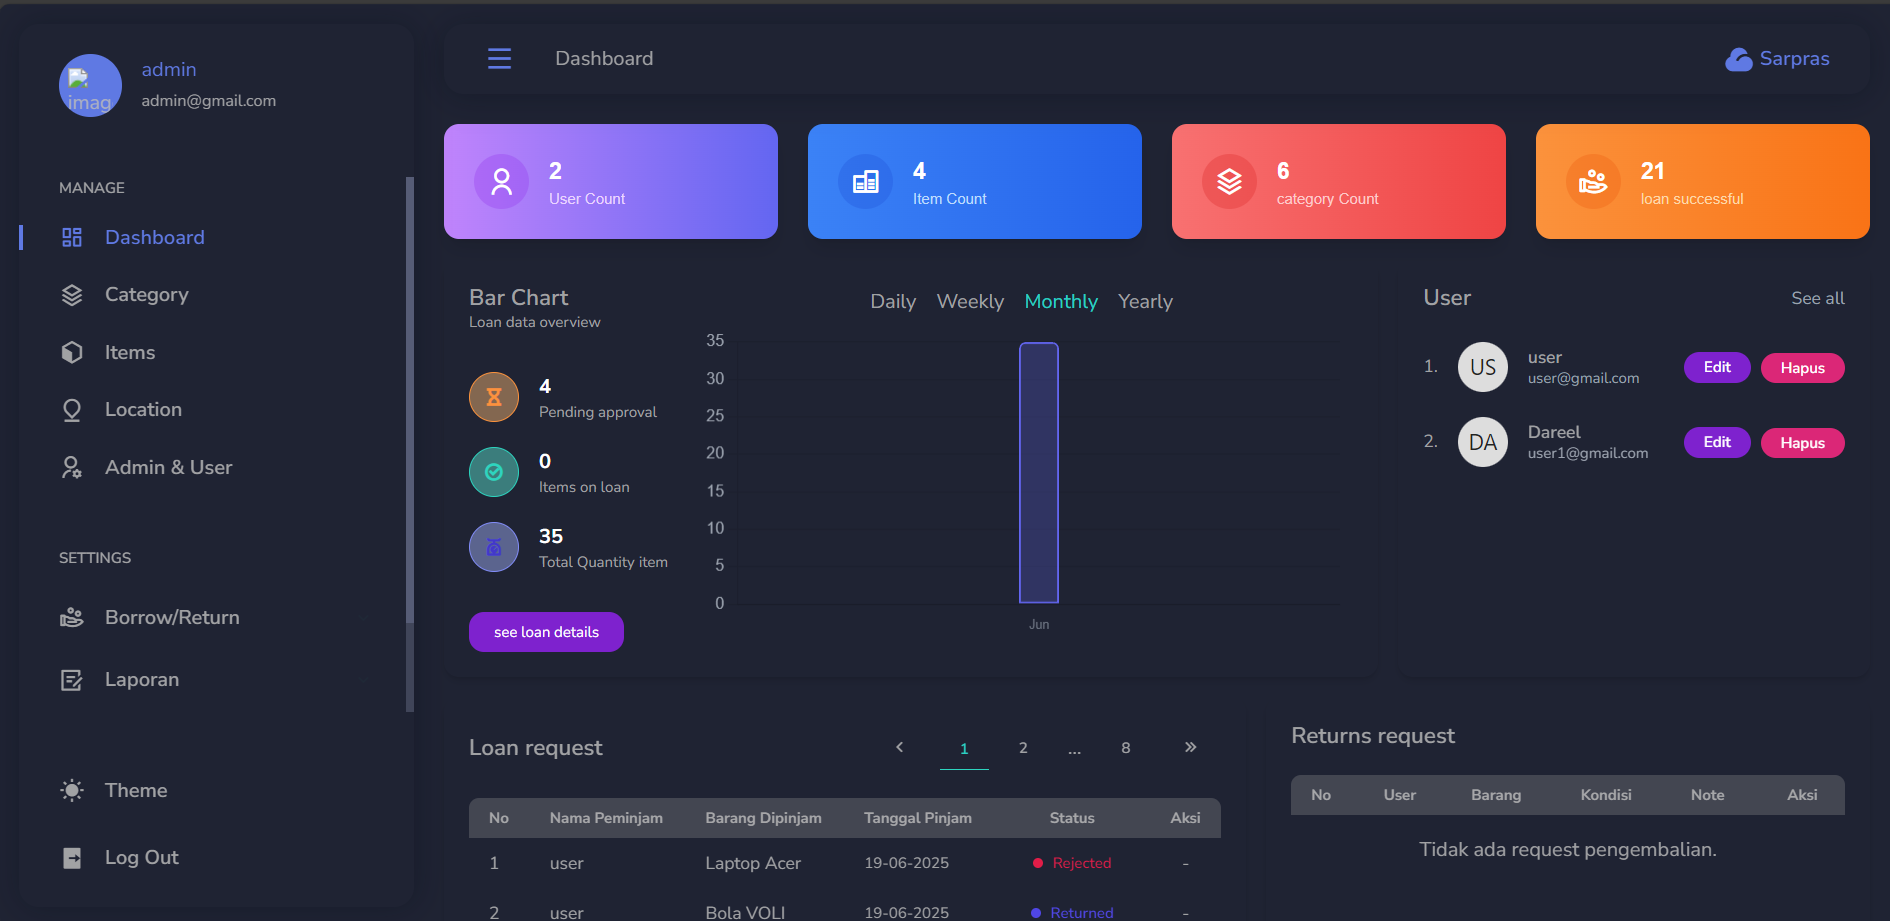 imag
admin
admin@gmail.com
MANAGE
Dashboard
Category
Items
Location
Admin & User
SETTINGS
Borrow/Return
Laporan
Theme
Log Out
Dashboard
Sarpras
2
User Count
4
Item Count
6
category Count
21
loan successful
Bar Chart
Loan data overview
4
Pending approval
0
Items on loan
35
Total Quantity item
see loan details
Daily Weekly Monthly Yearly
35
30
25
20
15
10
5
0
Jun
User
See all
1. US user Edit Hapus
user@gmail.com
2. DA Dareel Edit Hapus
user1@gmail.com
Loan request
1 2 ... 8
No Nama Peminjam Barang Dipinjam Tanggal Pinjam Status Aksi
1 user Laptop Acer 19-06-2025 Rejected -
2 user Bola VOLI 19-06-2025 Returned -
Returns request
No User Barang Kondisi Note Aksi
Tidak ada request pengembalian.